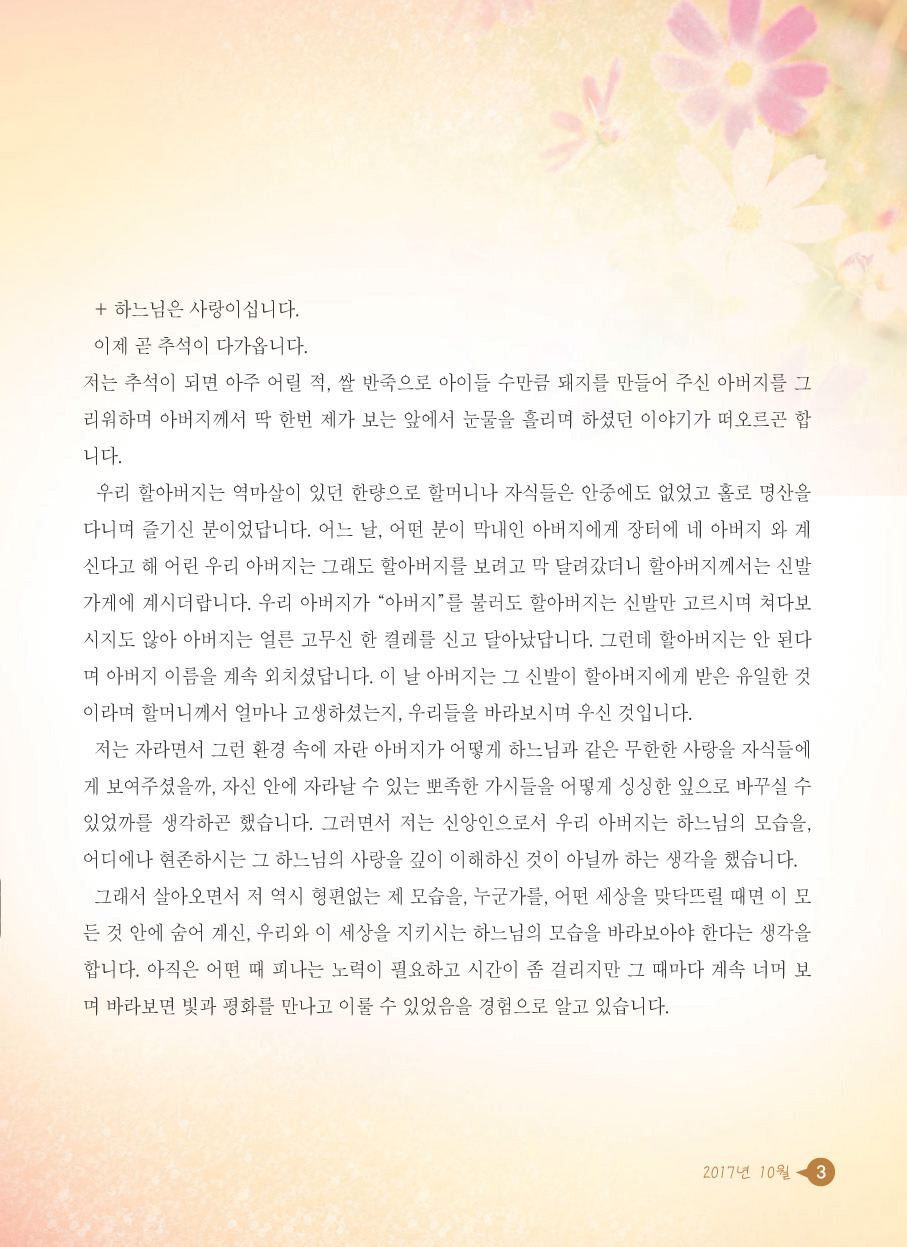 + 하느님은 사랑이십니다.
이제 곧 추석이 다가옵니다.
저는 추석이 되면 아주 어릴 적, 쌀 반죽으로 아이들 수만큼 돼지를 만들어 주신 아버지를 그
리워하며 아버지께서 딱 한번 제가 보는 앞에서 눈물을 흘리며 하셨던 이야기가 떠오르곤 합
니다.
우리 할아버지는 역마살이 있던 한량으로 할머니나 자식들은 안중에도 없었고 홀로 명산을
다니며 즐기신 분이었답니다. 어느 날, 어떤 분이 막내인 아버지에게 장터에 네 아버지 와 계
신다고 해 어린 우리 아버지는 그래도 할아버지를 보려고 막 달려갔더니 할아버지께서는 신발
가게에 계시더랍니다. 우리 아버지가 “아버지”를 불러도 할아버지는 신발만 고르시며 쳐다보
시지도 않아 아버지는 얼른 고무신 한 켤레를 신고 달아났답니다. 그런데 할아버지는 안 된다
며 아버지 이름을 계속 외치셨답니다. 이 날 아버지는 그 신발이 할아버지에게 받은 유일한 것
이라며 할머니께서 얼마나 고생하셨는지, 우리들을 바라보시며 우신 것입니다.
저는 자라면서 그런 환경 속에 자란 아버지가 어떻게 하느님과 같은 무한한 사랑을 자식들에
게 보여주셨을까, 자신 안에 자라날 수 있는 뾰족한 가시들을 어떻게 싱싱한 잎으로 바꾸실 수
있었까를 생각하곤 했습니다. 그러면서 저는 신앙인으로서 우리 아버지는 하느님의 모습을,
어디에나 현존하시는 그 하느님의 사랑을 깊이 이해하신 것이 아닐까 하는 생각을 했습니다.
그래서 살아오면서 저 역시 형편없는 제 모습을, 누군가를, 어떤 세상을 맞닥뜨릴 때면 이 모
든 것 안에 숨어 계신, 우리와 이 세상을 지키시는 하느님의 모습을 바라보아야 한다는 생각을
합니다. 아직은 어떤 때 피나는 노력이 필요하고 시간이 좀 걸리지만 그 때마다 계속 너머 보
며 바라보면 빛과 평화를 만나고 이룰 수 있었음을 경험으로 알고 있습니다.
2017년 10월 3